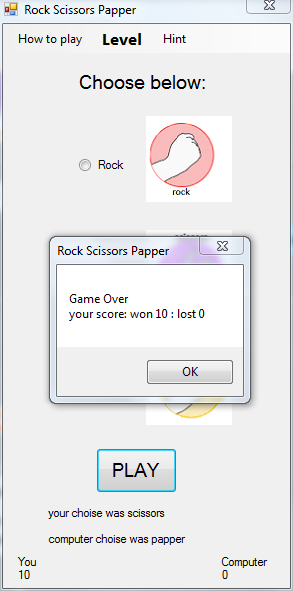 Rock Scissors Papper
How to play Level Hint
Choose below:
Rock
rock
Rock Scissors Papper
Game Over
your score: won 10 : lost 0
OK
PLAY
your choise was scissors
computer choise was papper
You Computer
10 0